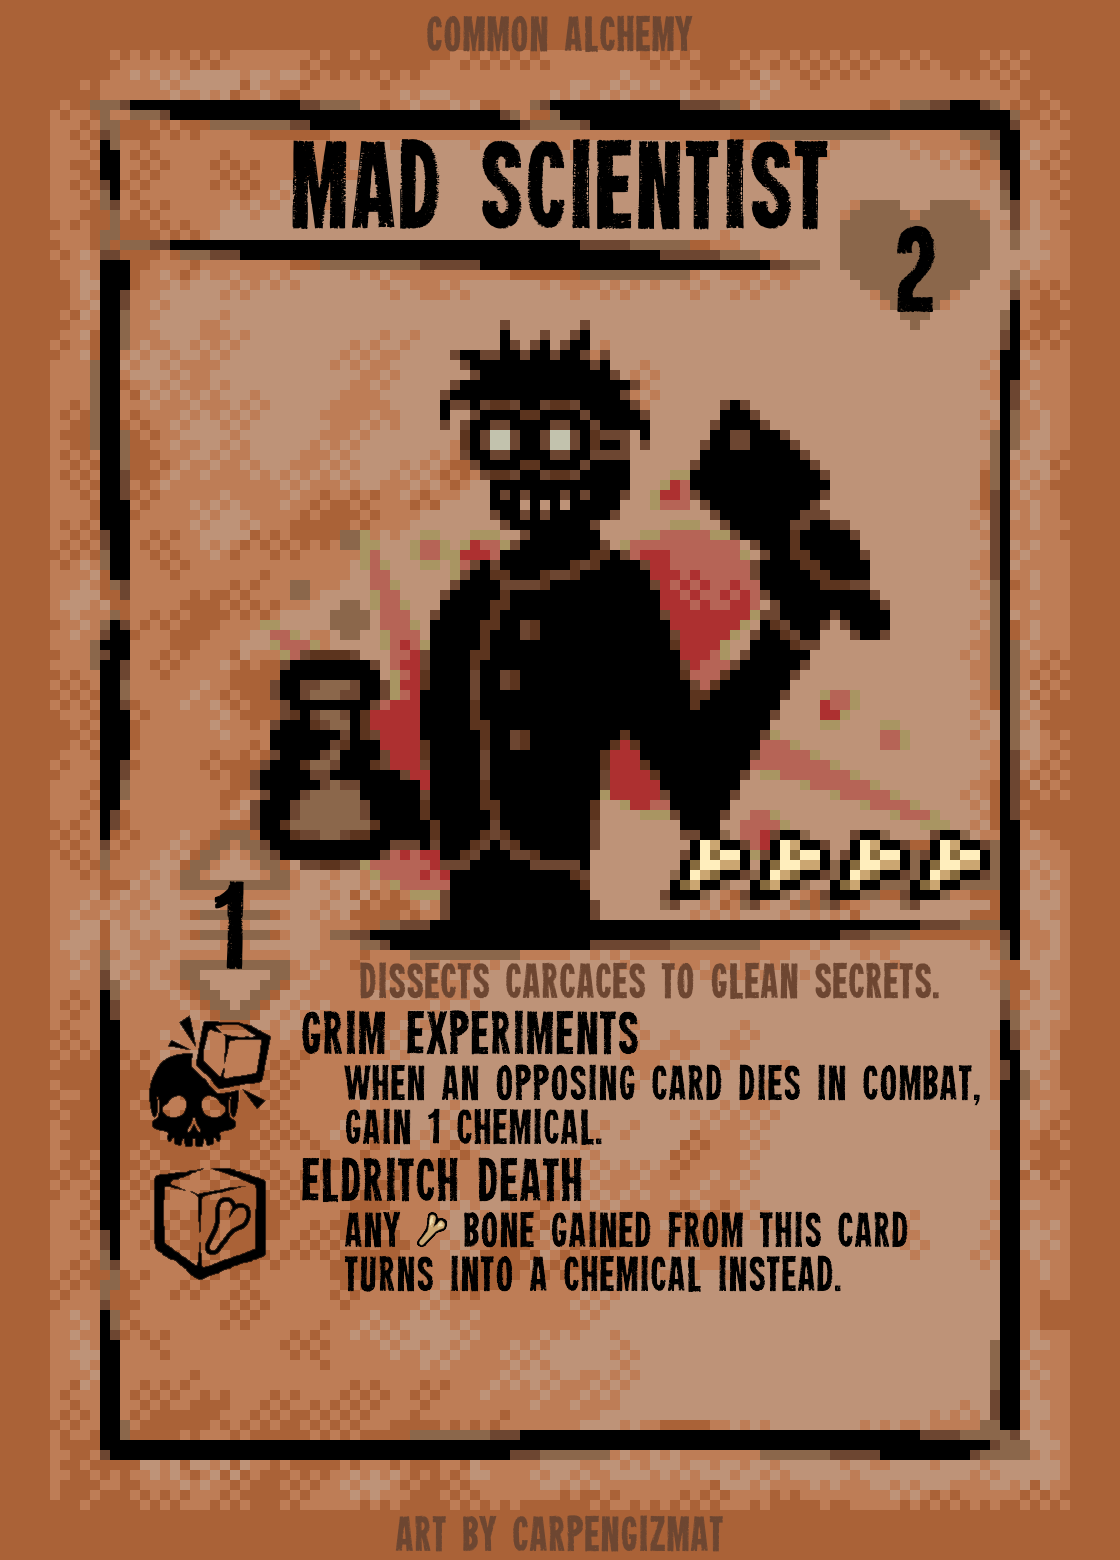 COMMON ALCHEMY
MAD SCIENTIST
2
1
DISSECTS CARCACES TO GLEAN SECRETS.
GRIM EXPERIMENTS
WHEN AN OPPOSING CARD DIES IN COMBAT,
GAIN 1 CHEMICAL.
ELDRITCH DEATH
ANY BONE GAINED FROM THIS CARD
TURNS INTO A CHEMICAL INSTEAD.
ART BY CARPENGIZMAT